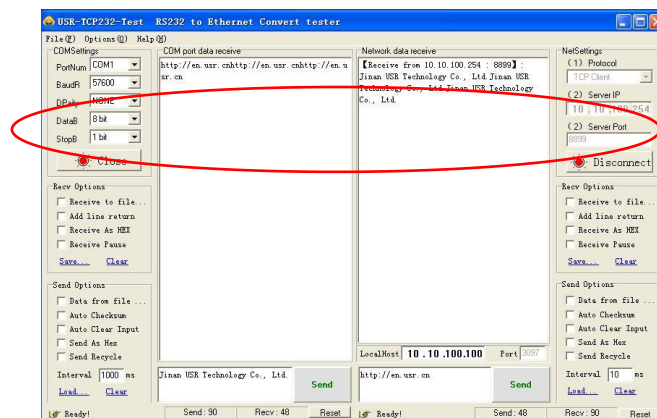 USR-TCP232-Test RS232 to Ethernet Convert tester
File(F) Options(O) Help(H)
COMSettings
PortNum COM1
BaudR 57600
DPaity NONE
DataB 8 bit
StopB 1 bit
Close
Recv Options
Receive to file...
Add line return
Receive As HEX
Receive Pause
Save... Clear
Send Options
Data from file ...
Auto Checksum
Auto Clear Input
Send As Hex
Send Recycle
Interval 1000 ms
Load... Clear
COM port data receive
http://en.usr.cnhttp://en.usr.cnhttp://en.u
sr.cn
Jinan USR Technology Co., Ltd.
Send
Network data receive
【Receive from 10.10.100.254 : 8899】:
Jinan USR Technology Co., Ltd.Jinan USR
Technology Co., Ltd.Jinan USR Technology
Co., Ltd.
LocalHost 10 .10 .100.100 Port 3097
http://en.usr.cn
Send
NetSettings
(1) Protocol
TCP Client
(2) Server IP
10 .10 .100.254
(2) Server Port
8899
Disconnect
Recv Options
Receive to file...
Add line return
Receive As HEX
Receive Pause
Save... Clear
Send Options
Data from file ...
Auto Checksum
Auto Clear Input
Send As Hex
Send Recycle
Interval 10 ms
Load... Clear
Ready! Send : 90 Recv : 48 Reset
Ready! Send : 48 Recv : 90 Reset